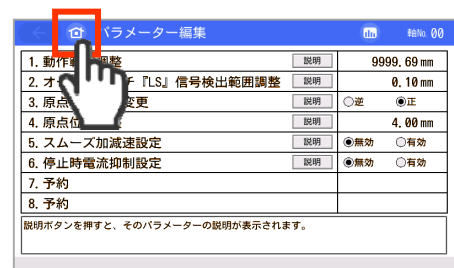 パラメーター編集 軸No. 00
1. 動作 調整 説明 9999.69 mm
2. オ チ『LS』信号検出範囲調整 説明 0.10 mm
3. 原点 変更 説明 逆 正
4. 原点位 説明 4.00 mm
5. スムーズ加減速設定 説明 無効 有効
6. 停止時電流抑制設定 説明 無効 有効
7. 予約
8. 予約
説明ボタンを押すと、そのパラメーターの説明が表示されます。